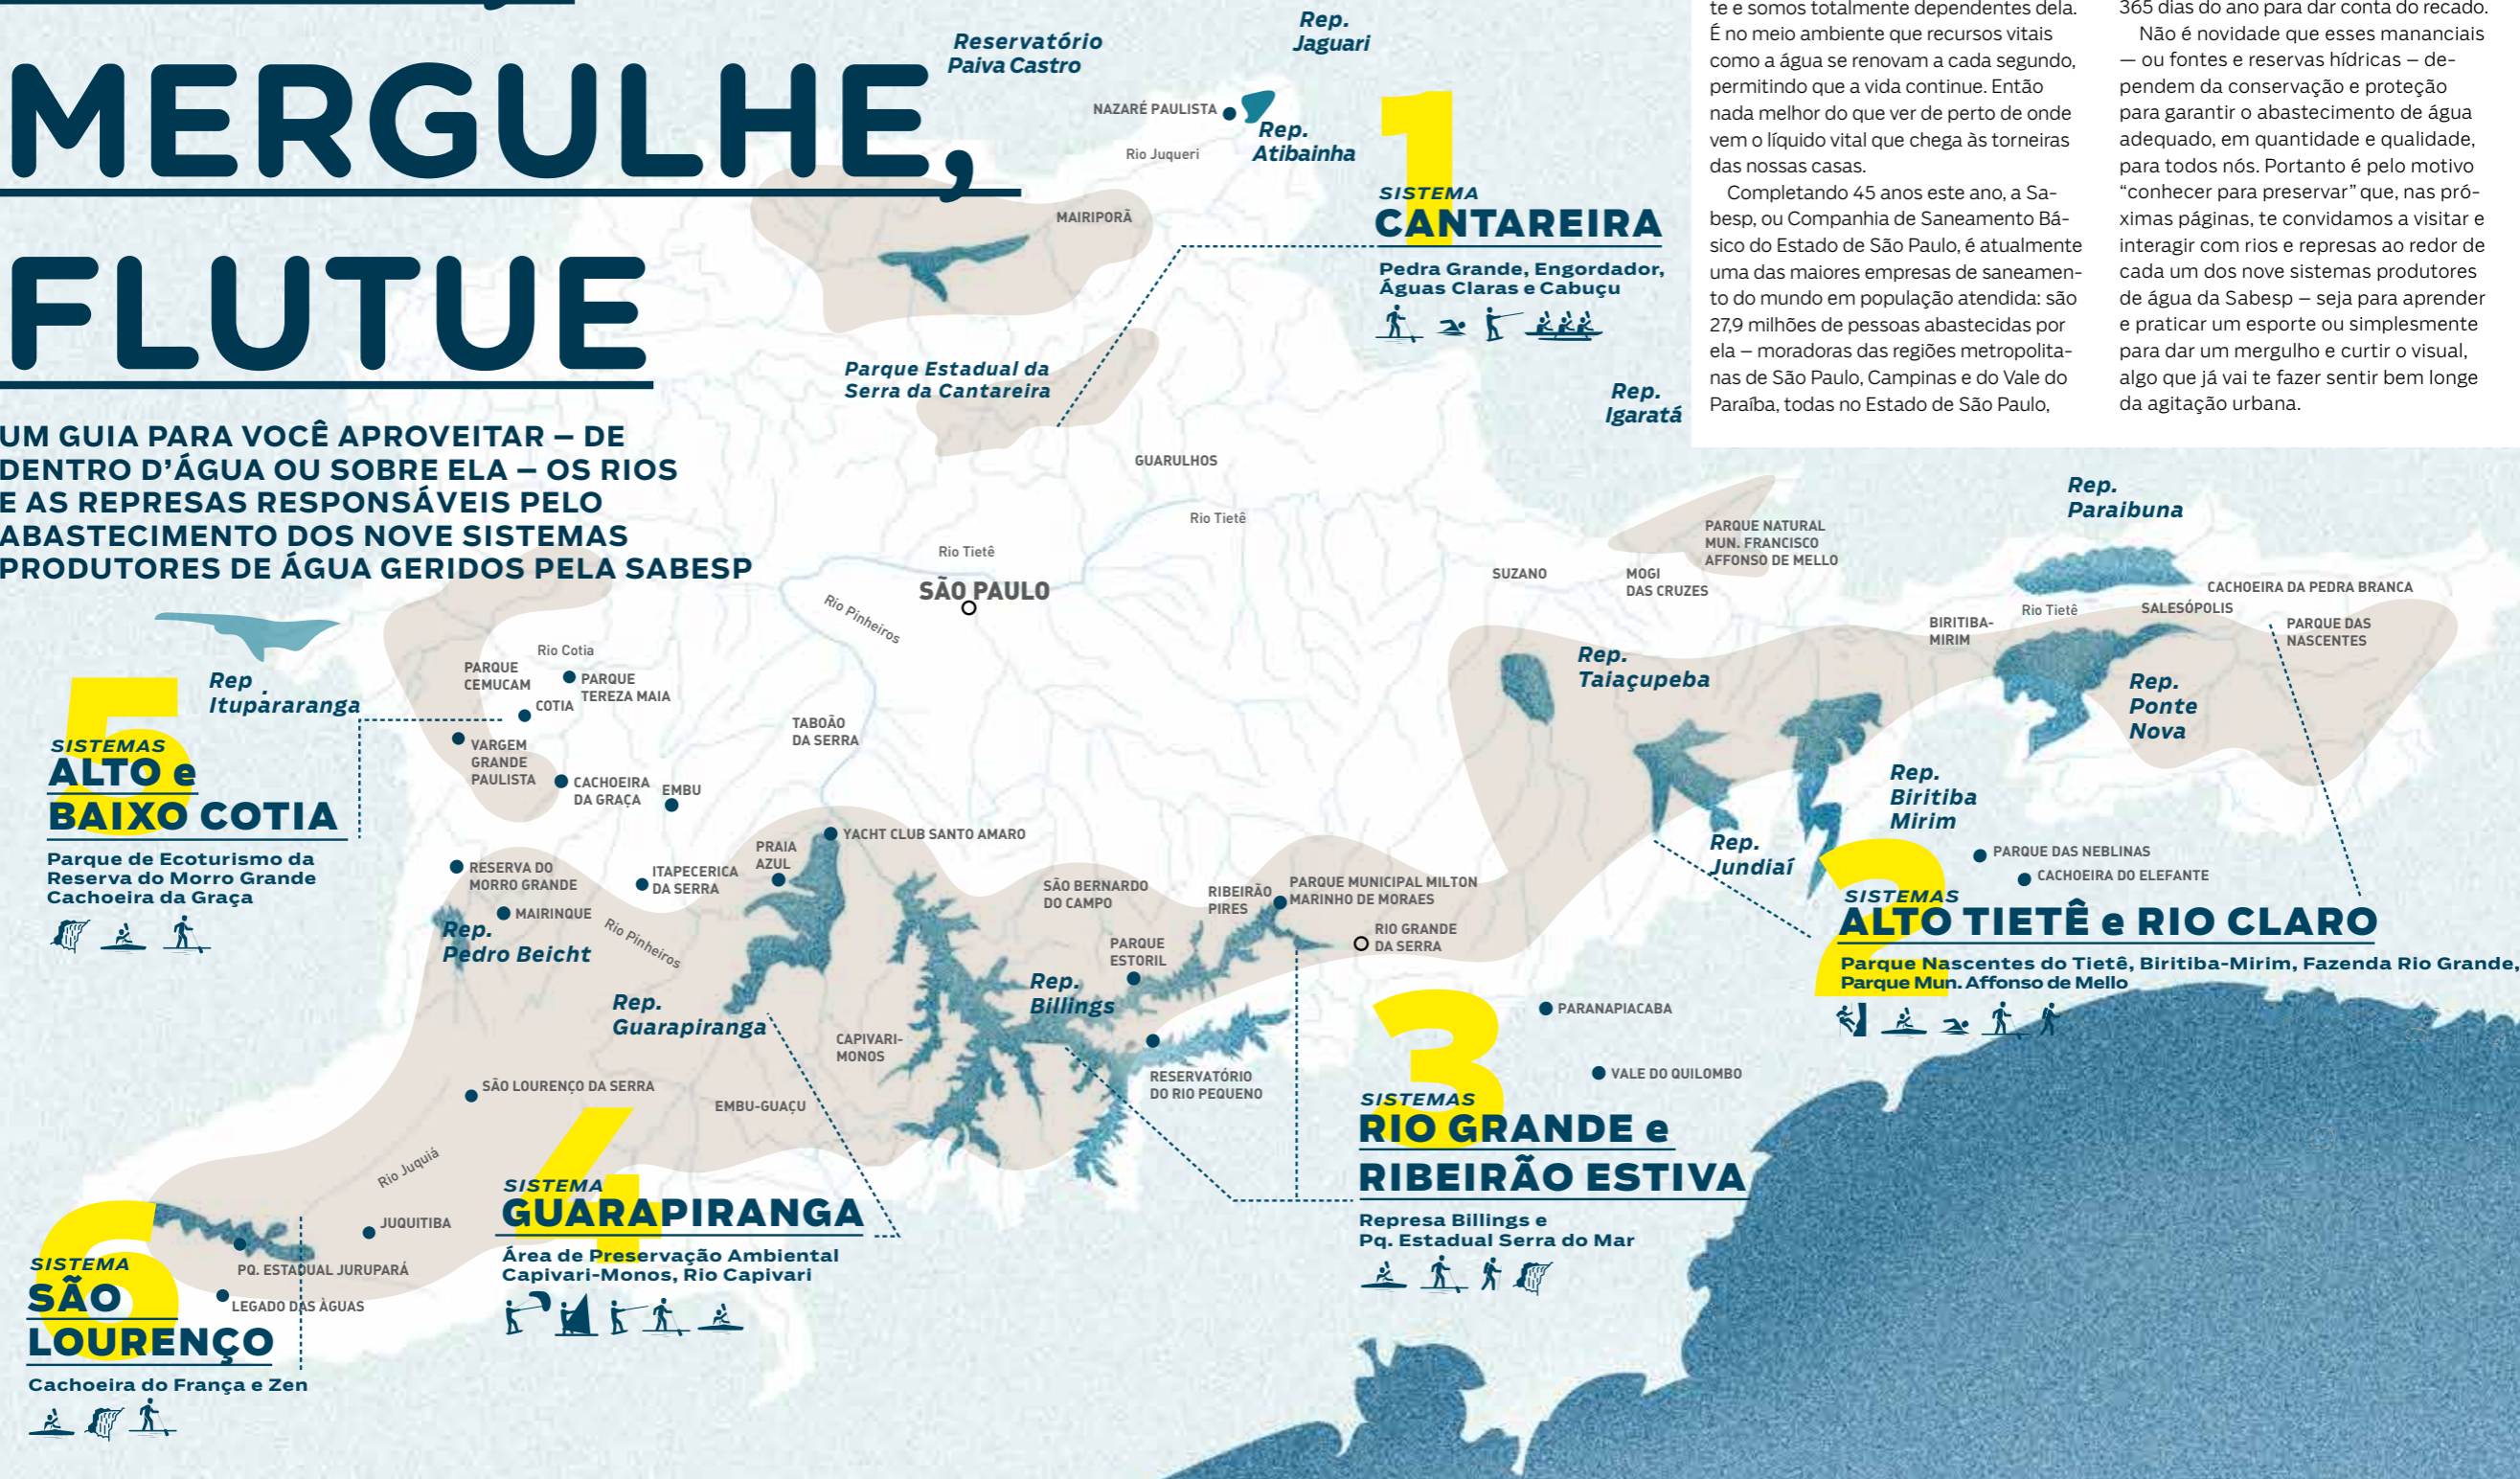 MERGULHE,
FLUTUE
UM GUIA PARA VOCÊ APROVEITAR – DE
DENTRO D'ÁGUA OU SOBRE ELA – OS RIOS
E AS REPRESAS RESPONSÁVEIS PELO
ABASTECIMENTO DOS NOVE SISTEMAS
PRODUTORES DE ÁGUA GERIDOS PELA SABESP
te e somos totalmente dependentes dela.
É no meio ambiente que recursos vitais
como a água se renovam a cada segundo,
permitindo que a vida continue. Então
nada melhor do que ver de perto de onde
vem o líquido vital que chega às torneiras
das nossas casas.
Completando 45 anos este ano, a Sa-
besp, ou Companhia de Saneamento Bá-
sico do Estado de São Paulo, é atualmente
uma das maiores empresas de saneamen-
to do mundo em população atendida: são
27,9 milhões de pessoas abastecidas por
ela – moradoras das regiões metropolita-
nas de São Paulo, Campinas e do Vale do
Paraíba, todas no Estado de São Paulo,
365 dias do ano para dar conta do recado.
Não é novidade que esses mananciais
— ou fontes e reservas hídricas – de-
pendem da conservação e proteção
para garantir o abastecimento de água
adequado, em quantidade e qualidade,
para todos nós. Portanto é pelo motivo
“conhecer para preservar” que, nas pró-
ximas páginas, te convidamos a visitar e
interagir com rios e represas ao redor de
cada um dos nove sistemas produtores
de água da Sabesp – seja para aprender
e praticar um esporte ou simplesmente
para dar um mergulho e curtir o visual,
algo que já vai te fazer sentir bem longe
da agitação urbana.
Reservatório
Paiva Castro
Rep.
Jaguari
NAZARÉ PAULISTA
Rep.
Atibainha
Rio Juqueri
MAIRIPORÃ
1
SISTEMA
CANTAREIRA
Pedra Grande, Engordador,
Águas Claras e Cabuçu
Parque Estadual da
Serra da Cantareira
Rep.
Igaratá
GUARULHOS
Rio Tietê
Rio Tietê
SÃO PAULO
Rio Pinheiros
SUZANO
MOGI
DAS CRUZES
PARQUE NATURAL
MUN. FRANCISCO
AFFONSO DE MELLO
Rep.
Paraibuna
CACHOEIRA DA PEDRA BRANCA
Rio Tietê
SALESÓPOLIS
BIRITIBA-
MIRIM
PARQUE DAS
NASCENTES
Rep.
Taiaçupeba
Rep.
Ponte
Nova
Rep.
Biritiba
Mirim
Rep.
Jundiaí
PARQUE DAS NEBLINAS
CACHOEIRA DO ELEFANTE
2
SISTEMAS
ALTO TIETÊ e RIO CLARO
Parque Nascentes do Tietê, Biritiba-Mirim, Fazenda Rio Grande,
Parque Mun. Affonso de Mello
Rep.
Itupararanga
Rio Cotia
PARQUE
CEMUCAM
PARQUE
TEREZA MAIA
COTIA
VARGEM
GRANDE
PAULISTA
CACHOEIRA
DA GRAÇA
EMBU
TABOÃO
DA SERRA
5
SISTEMAS
ALTO e
BAIXO COTIA
Parque de Ecoturismo da
Reserva do Morro Grande
Cachoeira da Graça
RESERVA DO
MORRO GRANDE
MAIRINQUE
Rep.
Pedro Beicht
Rio Pinheiros
ITAPECERICA
DA SERRA
PRAIA
AZUL
YACHT CLUB SANTO AMARO
Rep.
Guarapiranga
CAPIVARI-
MONOS
SÃO BERNARDO
DO CAMPO
RIBEIRÃO
PIRES
PARQUE MUNICIPAL MILTON
MARINHO DE MORAES
RIO GRANDE
DA SERRA
PARQUE
ESTORIL
Rep.
Billings
RESERVATÓRIO
DO RIO PEQUENO
PARANAPIACABA
VALE DO QUILOMBO
3
SISTEMAS
RIO GRANDE e
RIBEIRÃO ESTIVA
Represa Billings e
Pq. Estadual Serra do Mar
SÃO LOURENÇO DA SERRA
EMBU-GUAÇU
Rio Juquiá
JUQUITIBA
4
SISTEMA
GUARAPIRANGA
Área de Preservação Ambiental
Capivari-Monos, Rio Capivari
PQ. ESTADUAL JURUPARÁ
LEGADO DAS ÀGUAS
6
SISTEMA
SÃO
LOURENÇO
Cachoeira do França e Zen